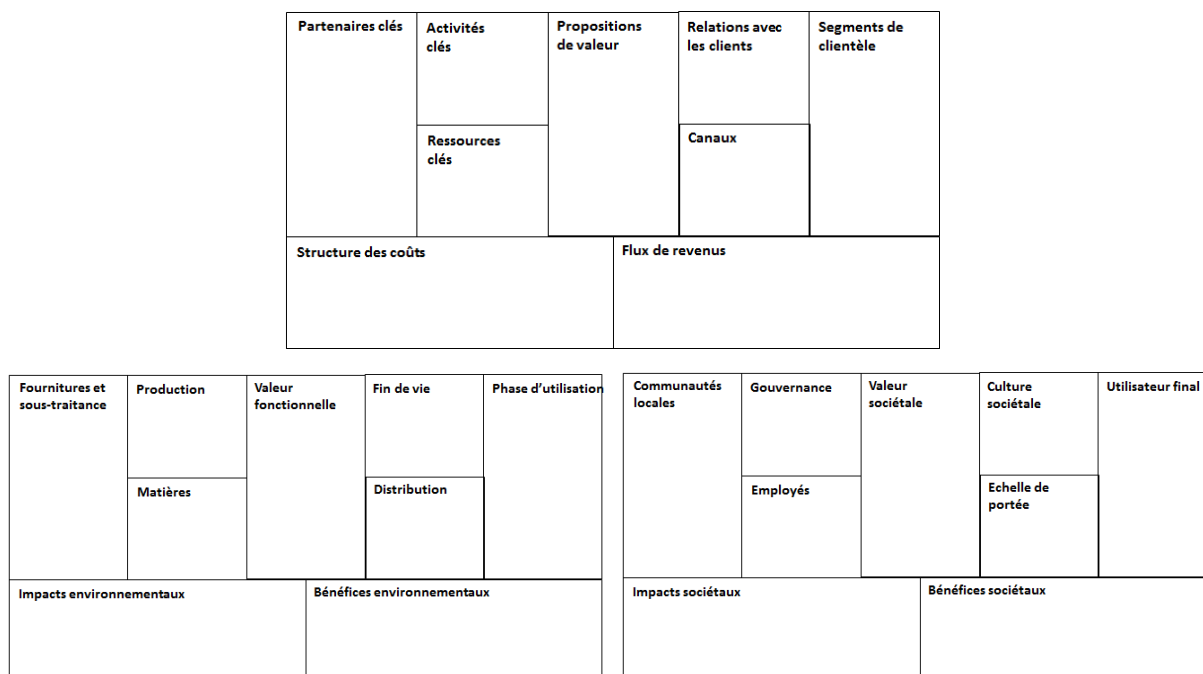 Partenaires clés
Activités
clés
Propositions
de valeur
Relations avec
les clients
Segments de
clientèle
Ressources
clés
Canaux
Structure des coûts
Flux de revenus
Fournitures et
sous-traitance
Production
Valeur
fonctionnelle
Fin de vie
Phase d'utilisation
Matières
Distribution
Impacts environnementaux
Bénéfices environnementaux
Communautés
locales
Gouvernance
Valeur
sociétale
Culture
sociétale
Utilisateur final
Employés
Echelle de
portée
Impacts sociétaux
Bénéfices sociétaux